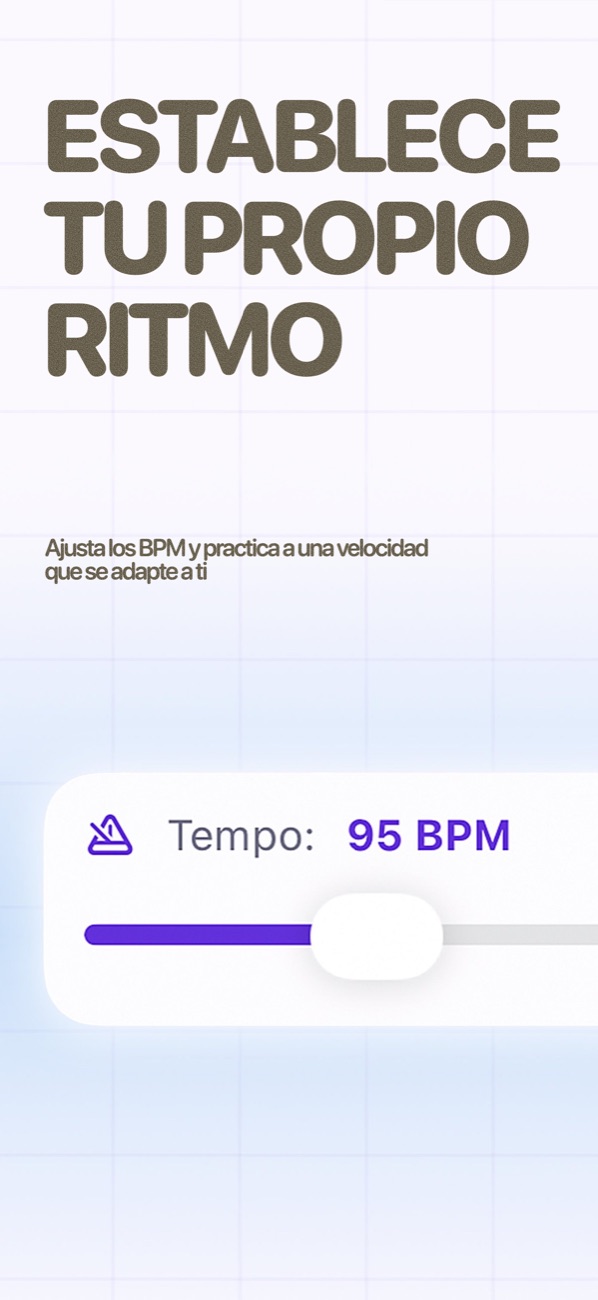 ESTABLECE
TU PROPIO
RITMO
Ajusta los BPM y practica a una velocidad
que se adapte a ti
Tempo: 95 BPM